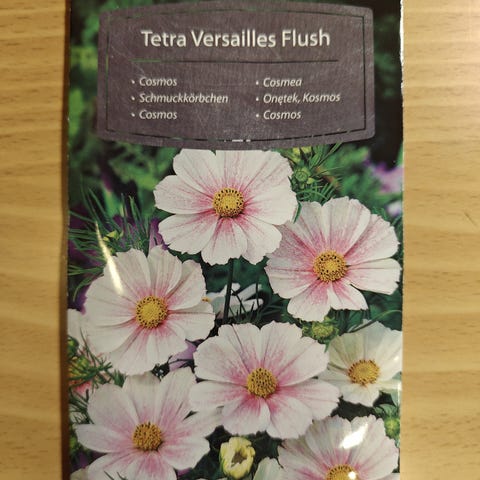 Tetra Versailles Flush
• Cosmos • Cosmea
• Schmuckkörbchen • Onętek, Kosmos
• Cosmos • Cosmos